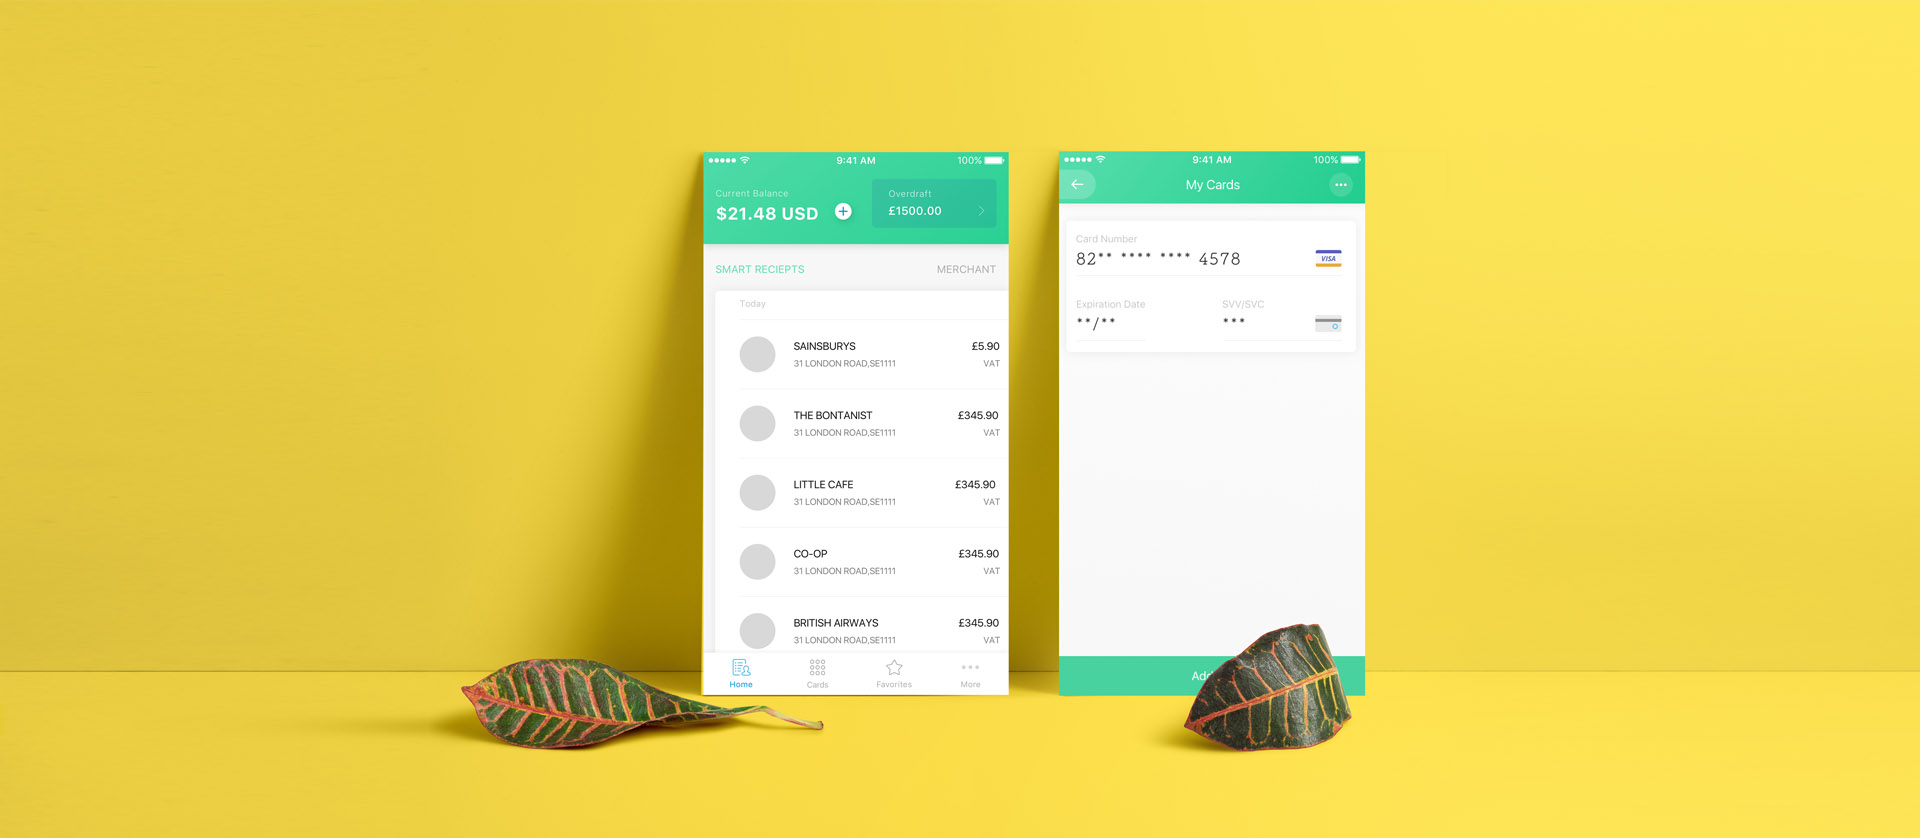 9:41 AM 100%
Current Balance
$21.48 USD
Overdraft
£1500.00
SMART RECIEPTS MERCHANT
Today
SAINSBURYS £5.90
31 LONDON ROAD,SE1111 VAT
THE BONTANIST £345.90
31 LONDON ROAD,SE1111 VAT
LITTLE CAFE £345.90
31 LONDON ROAD,SE1111 VAT
CO-OP £345.90
31 LONDON ROAD,SE1111 VAT
BRITISH AIRWAYS £345.90
31 LONDON ROAD,SE1111 VAT
Home Cards Favorites More
9:41 AM 100%
My Cards
Card Number
82** **** **** 4578 VISA
Expiration Date SVV/SVC
**/** ***